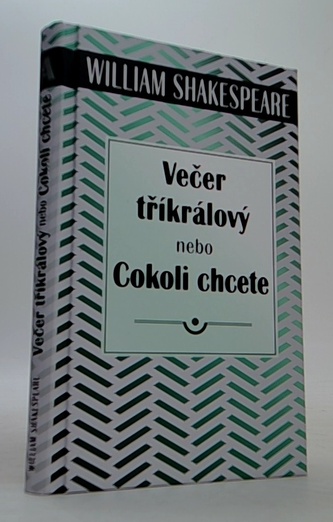 WILLIAM SHAKESPEARE
Večer
tříkrálový
nebo
Cokoli chcete
WILLIAM SHAKESPEARE Večer tříkrálový nebo Cokoli chcete